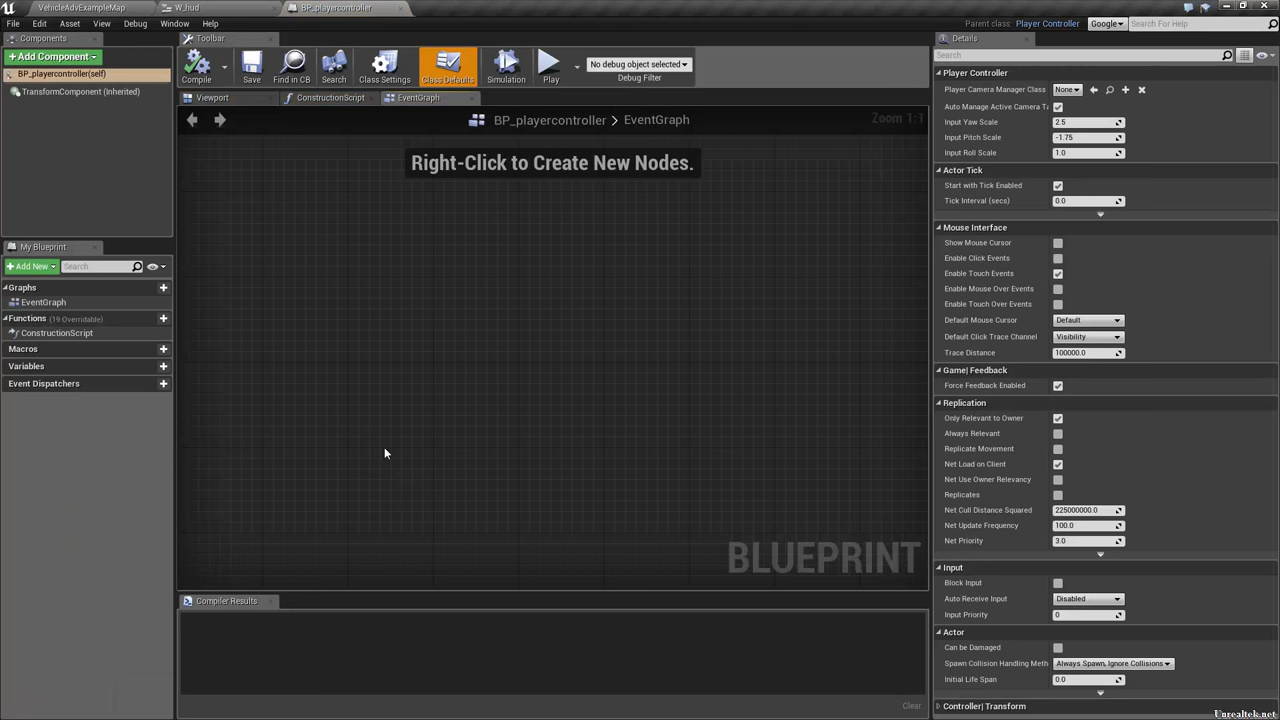 VehicleAdvExampleMap
W_hud
BP_playercontroller
File Edit Asset View Debug Window Help
Parent class: Player Controller
Google
Search For Help
Components
Add Component
BP_playercontroller(self)
TransformComponent (Inherited)
My Blueprint
Add New
Search
Graphs
EventGraph
Functions (19 Overridable)
ConstructionScript
Macros
Variables
Event Dispatchers
Toolbar
Compile
Save
Find in CB
Search
Class Settings
Class Defaults
Simulation
Play
No debug object selected
Debug Filter
Viewport
ConstructionScript
EventGraph
BP_playercontroller > EventGraph
Zoom 1:1
Right-Click to Create New Nodes.
BLUEPRINT
Compiler Results
Clear
Details
Search
Player Controller
Player Camera Manager Class None
Auto Manage Active Camera Ta
Input Yaw Scale 2.5
Input Pitch Scale -1.75
Input Roll Scale 1.0
Actor Tick
Start with Tick Enabled
Tick Interval (secs) 0.0
Mouse Interface
Show Mouse Cursor
Enable Click Events
Enable Touch Events
Enable Mouse Over Events
Enable Touch Over Events
Default Mouse Cursor Default
Default Click Trace Channel Visibility
Trace Distance 100000.0
Game| Feedback
Force Feedback Enabled
Replication
Only Relevant to Owner
Always Relevant
Replicate Movement
Net Load on Client
Net Use Owner Relevancy
Replicates
Net Cull Distance Squared 225000000.0
Net Update Frequency 100.0
Net Priority 3.0
Input
Block Input
Auto Receive Input Disabled
Input Priority 0
Actor
Can be Damaged
Spawn Collision Handling Meth Always Spawn, Ignore Collisions
Initial Life Span 0.0
Controller| Transform
Unrealtek.net